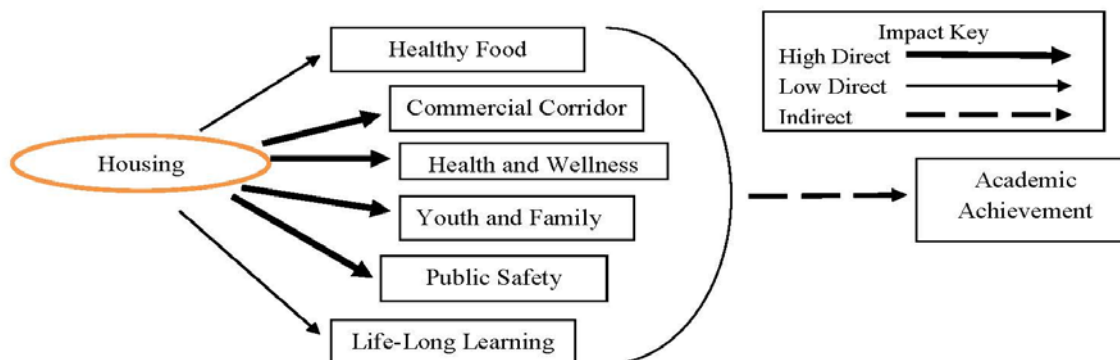 Healthy Food
Commercial Corridor
Housing
Health and Wellness
Youth and Family
Public Safety
Life-Long Learning
Impact Key
High Direct
Low Direct
Indirect
Academic
Achievement